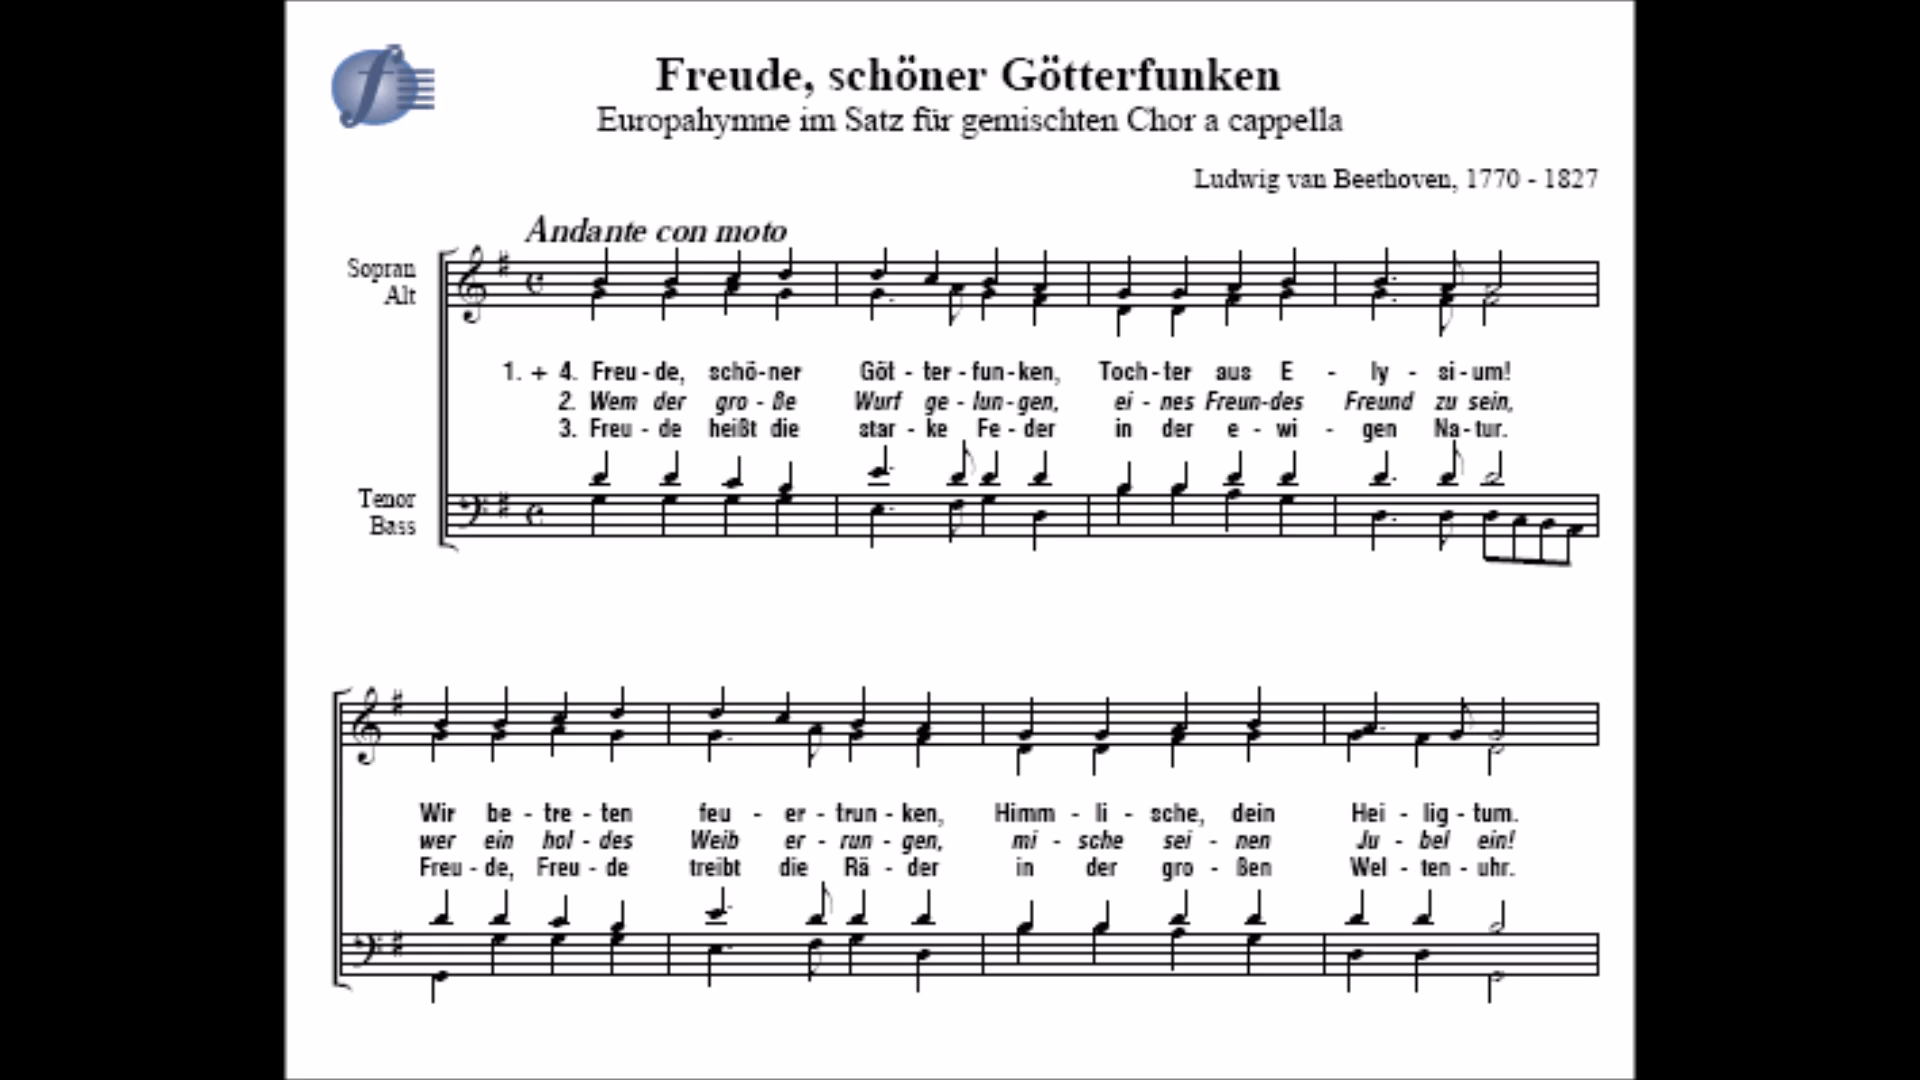 Freude, schöner Götterfunken
Europahymne im Satz für gemischten Chor a cappella
Ludwig van Beethoven, 1770 - 1827
Andante con moto
Sopran
Alt
1. + 4. Freu - de, schö - ner Göt - ter - fun - ken, Toch - ter aus E - ly - si - um!
2. Wem der gro - ße Wurf ge - lun - gen, ei - nes Freun - des Freund zu sein,
3. Freu - de heißt die star - ke Fe - der in der e - wi - gen Na - tur.
Tenor
Bass
Wir be - tre - ten feu - er - trun - ken, Himm - li - sche, dein Hei - lig - tum.
wer ein hol - des Weib er - run - gen, mi - sche sei - nen Ju - bel ein!
Freu - de, Freu - de treibt die Rä - der in der gro - ßen Wel - ten - uhr.